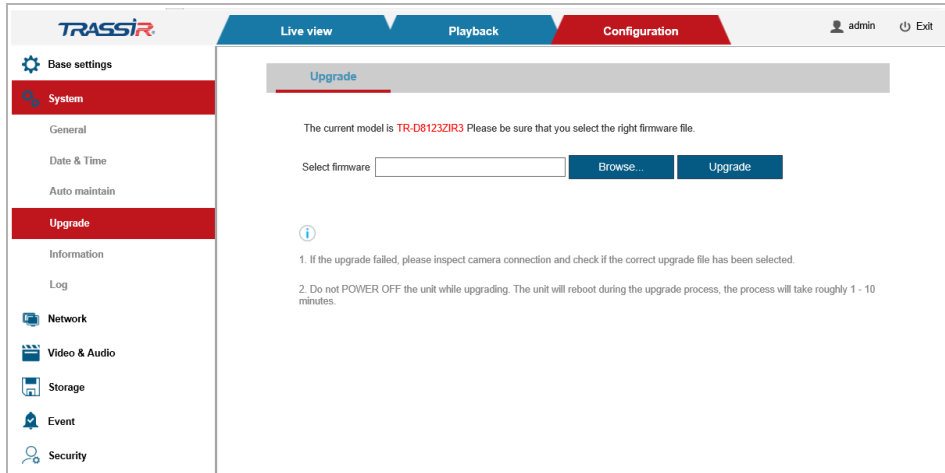 TRASSIR
Live view
Playback
Configuration
admin
Exit
Base settings
System
General
Date & Time
Auto maintain
Upgrade
Information
Log
Network
Video & Audio
Storage
Event
Security
Upgrade
The current model is TR-D8123ZIR3 Please be sure that you select the right firmware file.
Select firmware
Browse...
Upgrade
1. If the upgrade failed, please inspect camera connection and check if the correct upgrade file has been selected.
2. Do not POWER OFF the unit while upgrading. The unit will reboot during the upgrade process, the process will take roughly 1 - 10
minutes.